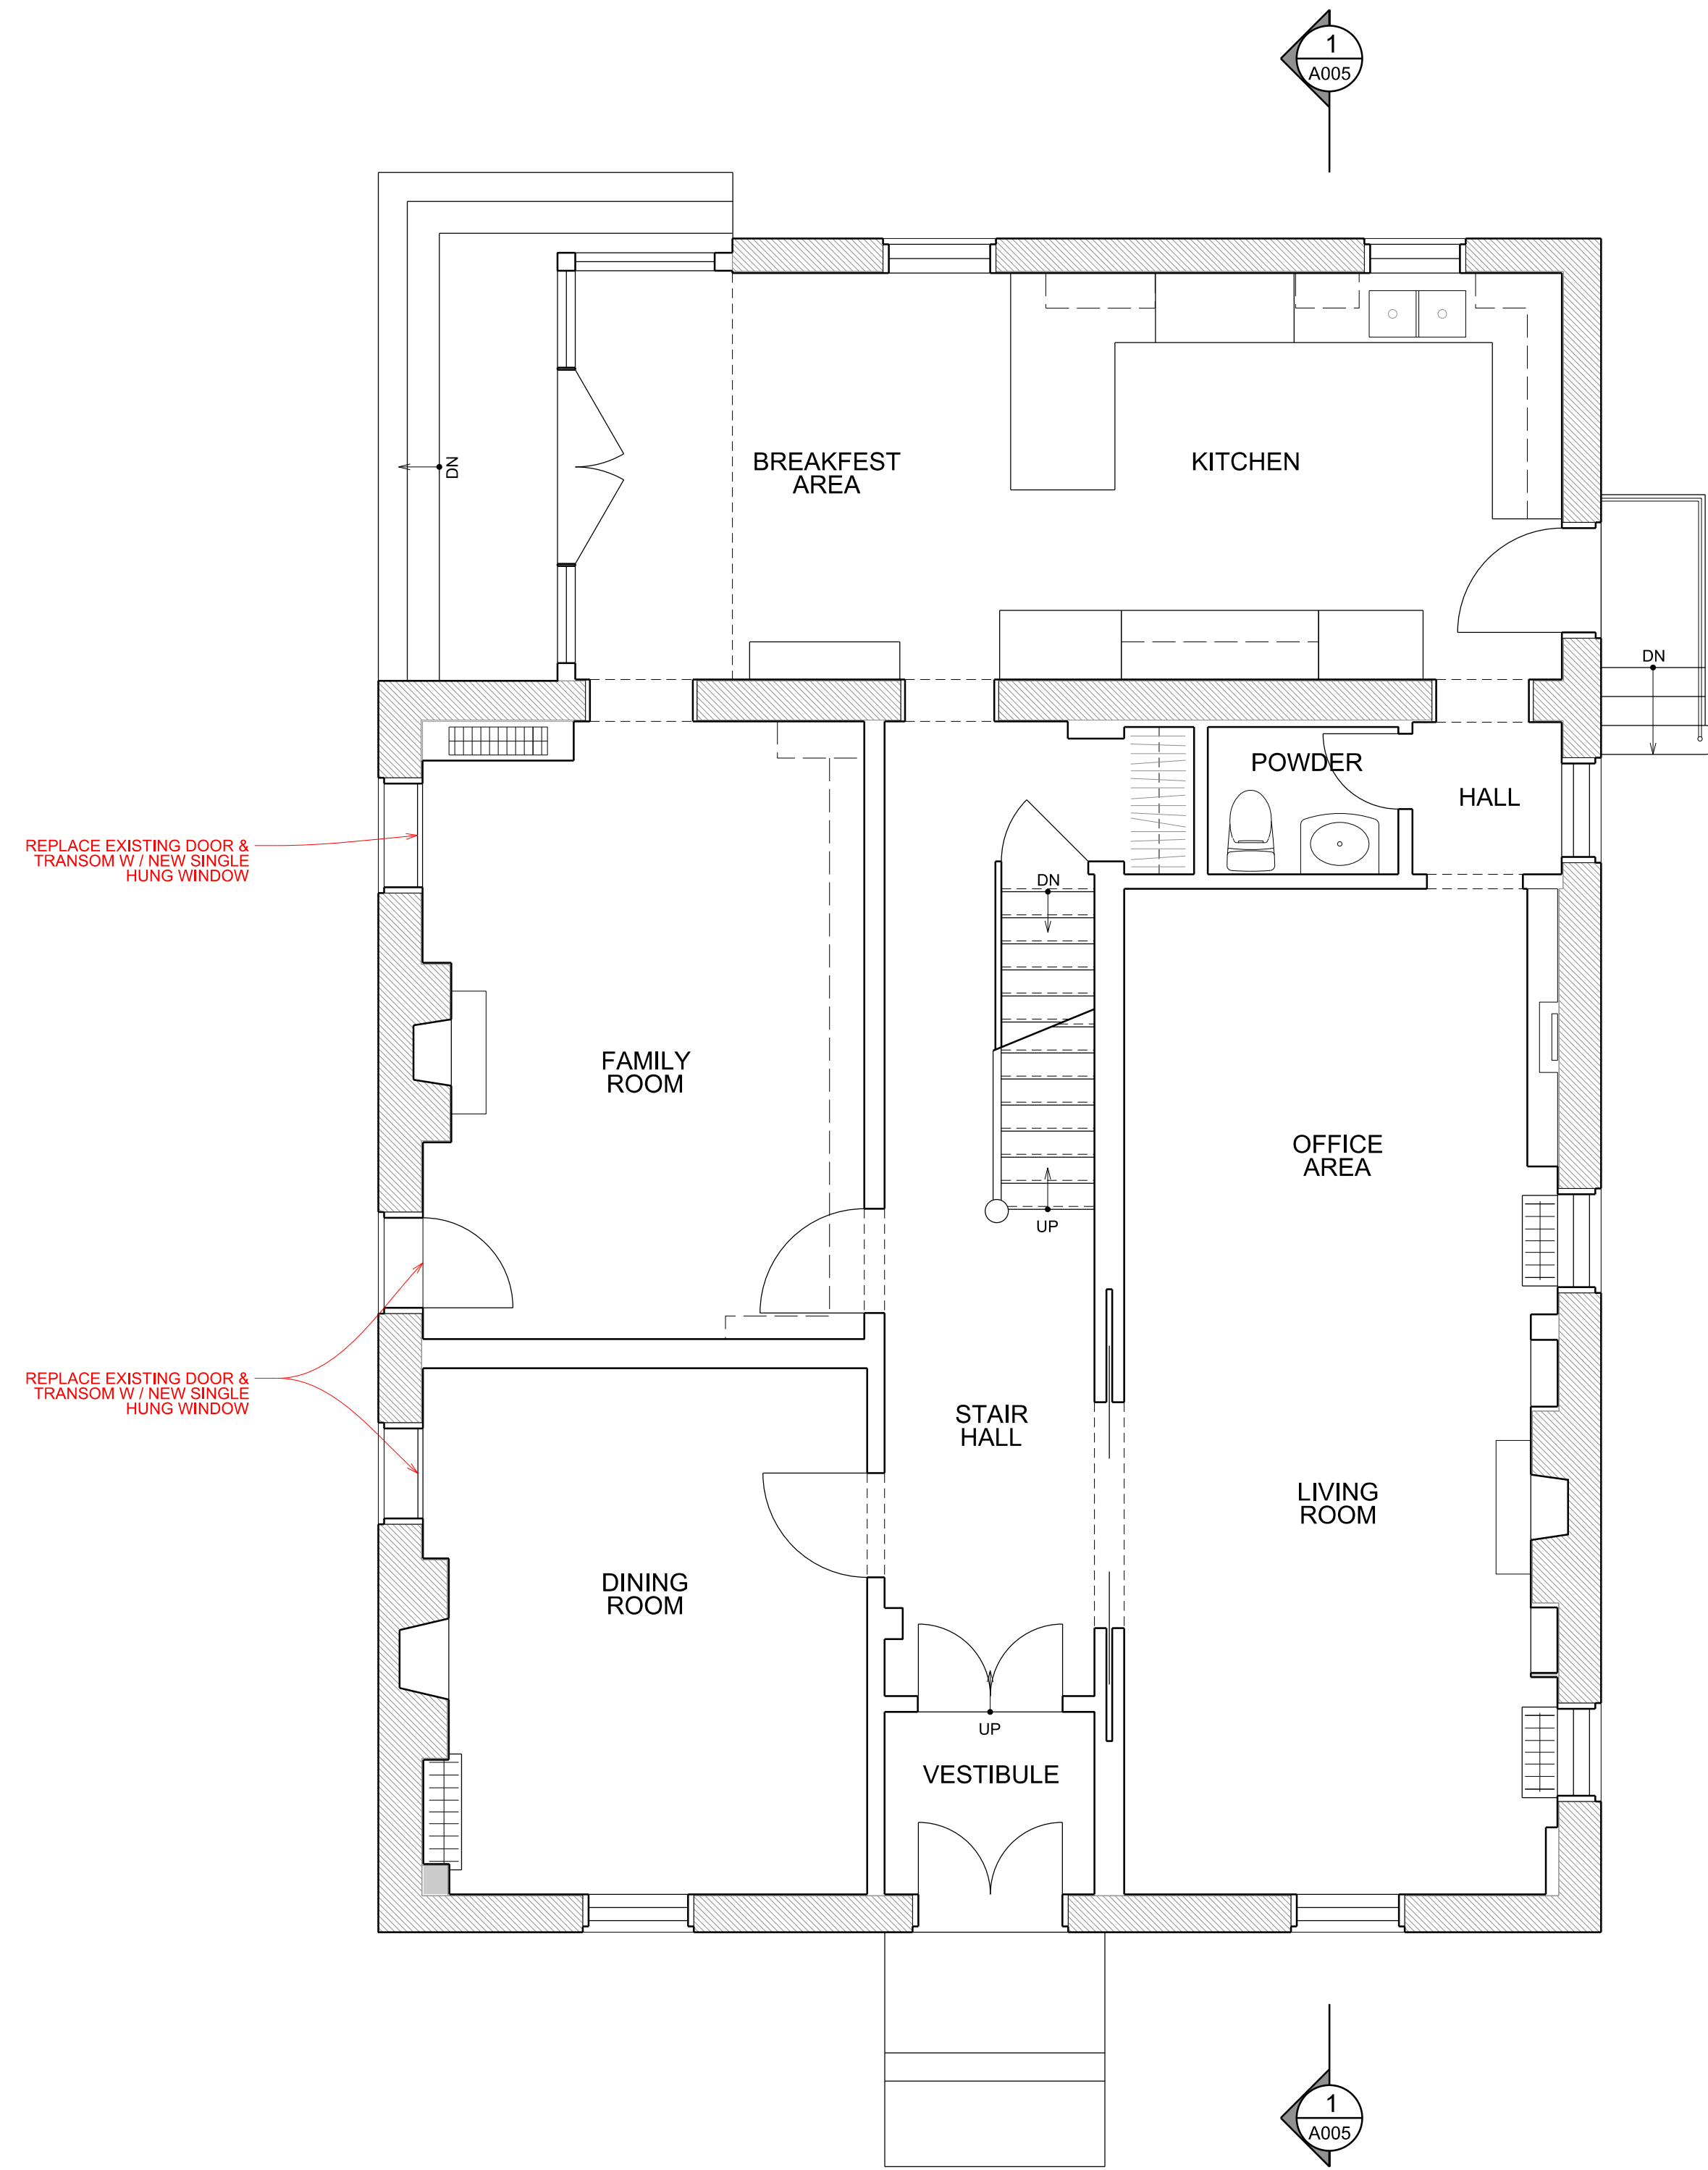 1
A005
BREAKFEST
AREA
KITCHEN
DN
DN
POWDER
HALL
REPLACE EXISTING DOOR &
TRANSOM W / NEW SINGLE
HUNG WINDOW
DN
FAMILY
ROOM
OFFICE
AREA
UP
REPLACE EXISTING DOOR &
TRANSOM W / NEW SINGLE
HUNG WINDOW
STAIR
HALL
LIVING
ROOM
DINING
ROOM
UP
VESTIBULE
1
A005